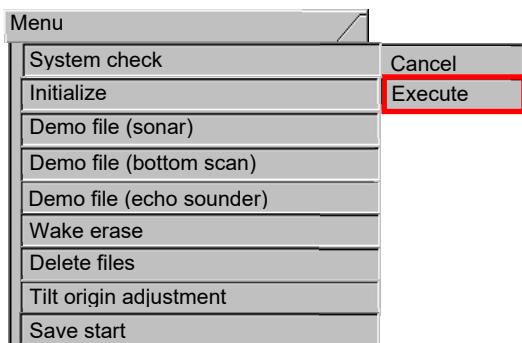 Menu
System check
Cancel
Initialize
Execute
Demo file (sonar)
Demo file (bottom scan)
Demo file (echo sounder)
Wake erase
Delete files
Tilt origin adjustment
Save start